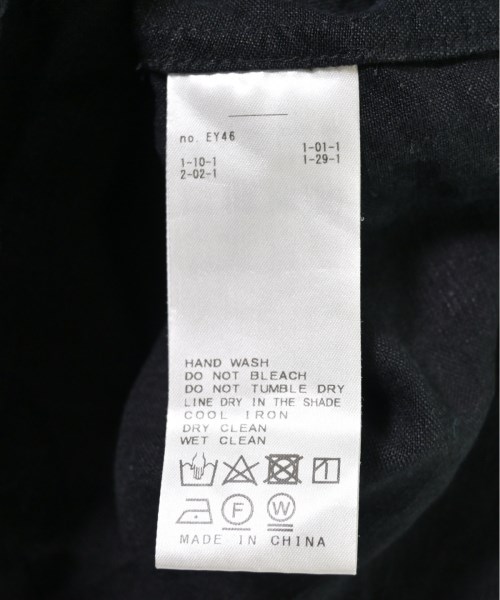 no. EY46
1-01-1
1-10-1
1-29-1
2-02-1
HAND WASH
DO NOT BLEACH
DO NOT TUMBLE DRY
LINE DRY IN THE SHADE
COOL IRON
DRY CLEAN
WET CLEAN
F
W
MADE IN CHINA